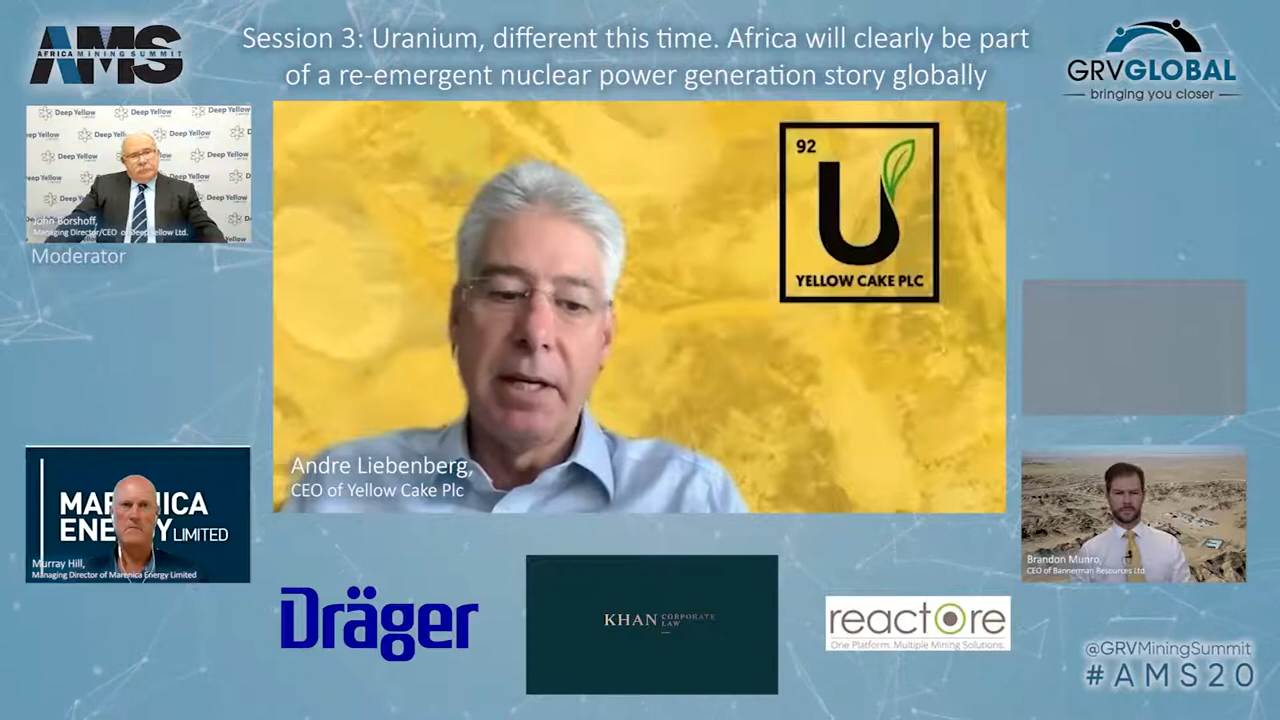 AMS
AFRICA MINING SUMMIT
Session 3: Uranium, different this time. Africa will clearly be part
of a re-emergent nuclear power generation story globally
GRVGLOBAL
bringing you closer
Deep Yellow
John Borshoff,
Managing Director/CEO of Deep Yellow Ltd.
Moderator
92
U
YELLOW CAKE PLC
Andre Liebenberg,
CEO of Yellow Cake Plc
MARENICA
ENERGY LIMITED
Murray Hill,
Managing Director of Marenica Energy Limited
Brandon Munro,
CEO of Bannerman Resources Ltd
Dräger
KHAN CORPORATE
LAW
reactore
One Platform. Multiple Mining Solutions.
@GRVMiningSummit
#AMS20